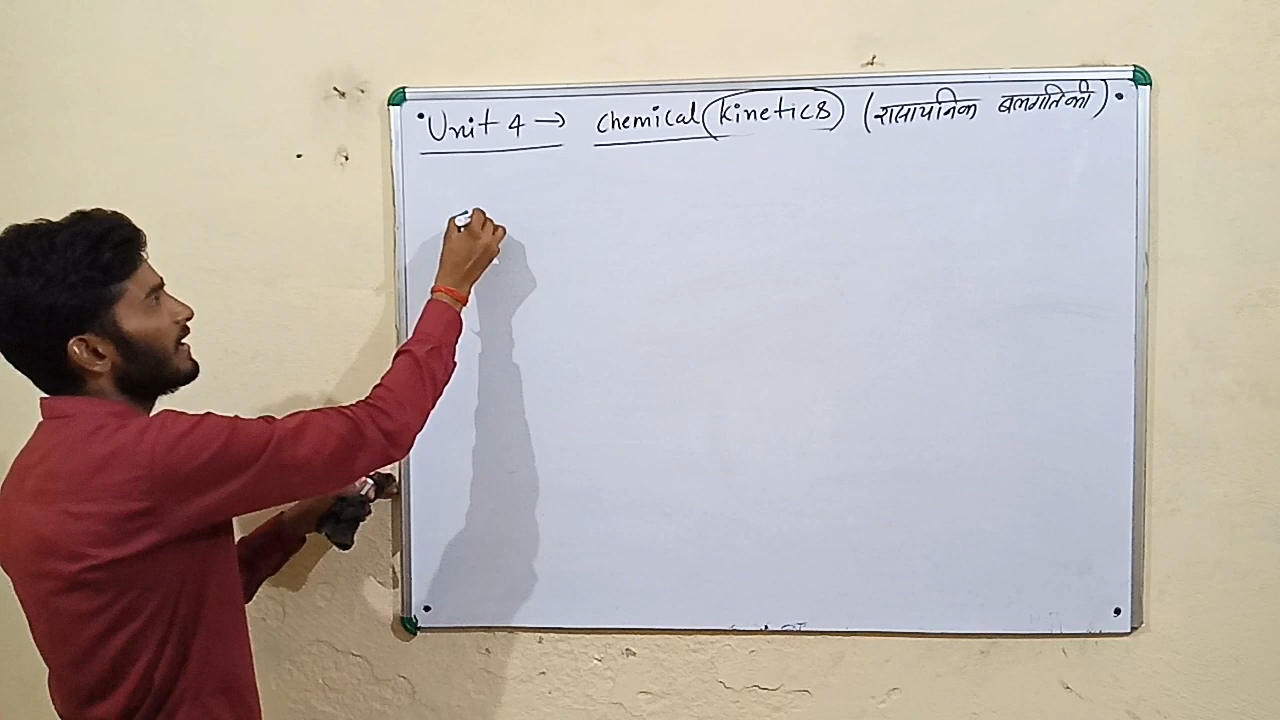 Unit 4 → Chemical (kinetics) (रासायनिक बलगतिकी)